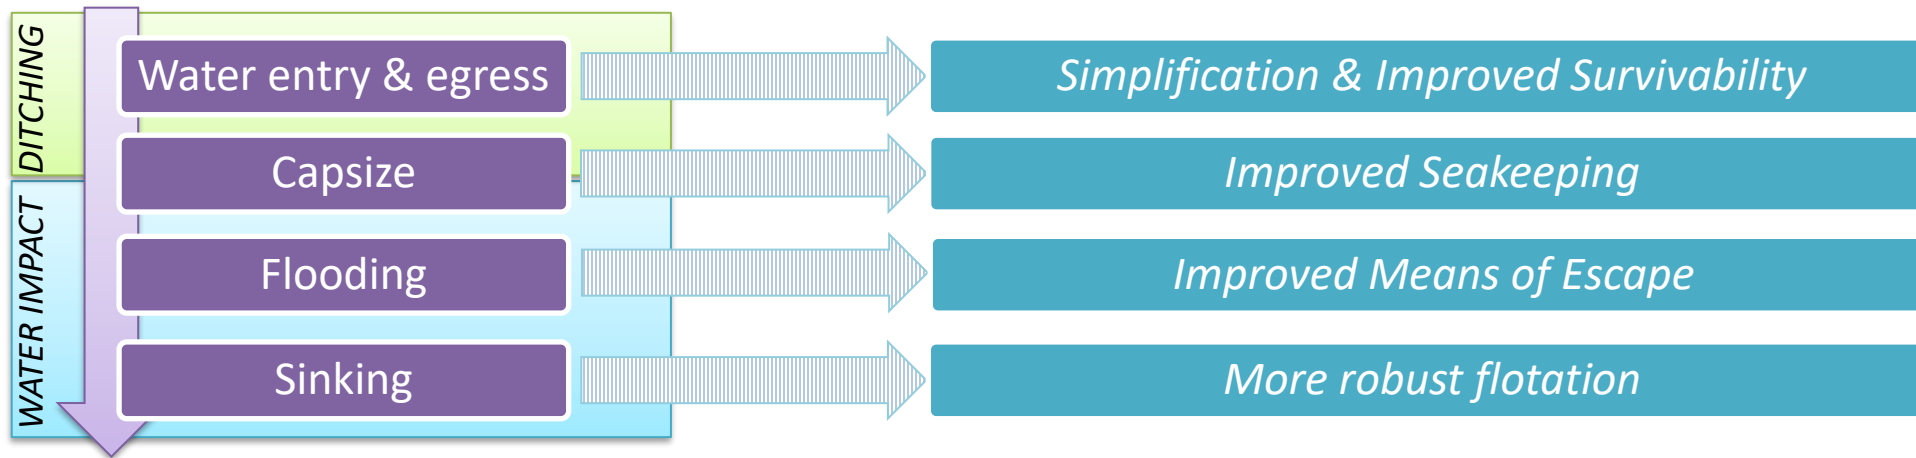 DITCHING
Water entry & egress
Simplification & Improved Survivability
Capsize
Improved Seakeeping
WATER IMPACT
Flooding
Improved Means of Escape
Sinking
More robust flotation